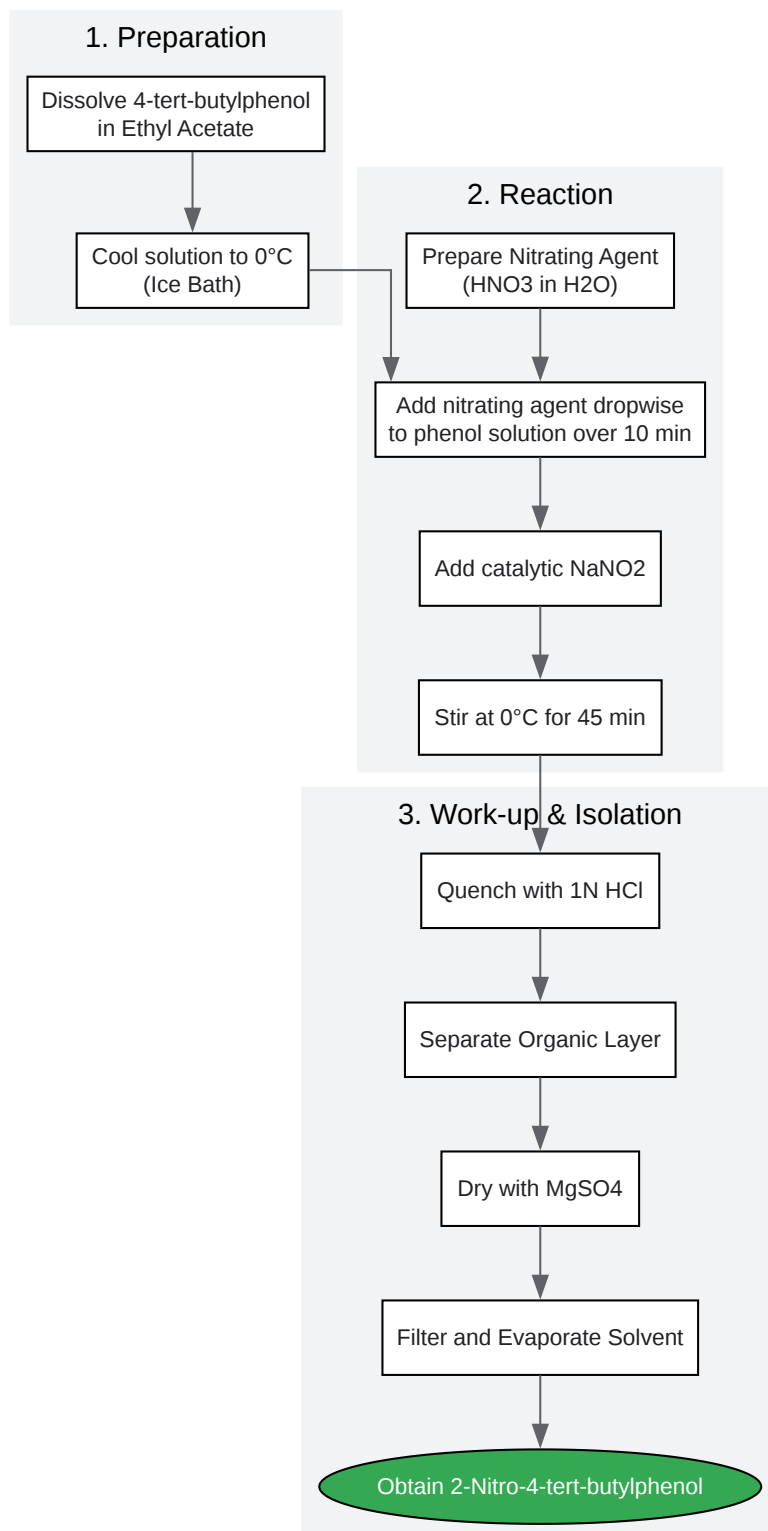 1. Preparation
Dissolve 4-tert-butylphenol
in Ethyl Acetate
Cool solution to 0°C
(Ice Bath)
2. Reaction
Prepare Nitrating Agent
(HNO3 in H2O)
Add nitrating agent dropwise
to phenol solution over 10 min
Add catalytic NaNO2
Stir at 0°C for 45 min
3. Work-up & Isolation
Quench with 1N HCl
Separate Organic Layer
Dry with MgSO4
Filter and Evaporate Solvent
Obtain 2-Nitro-4-tert-butylphenol